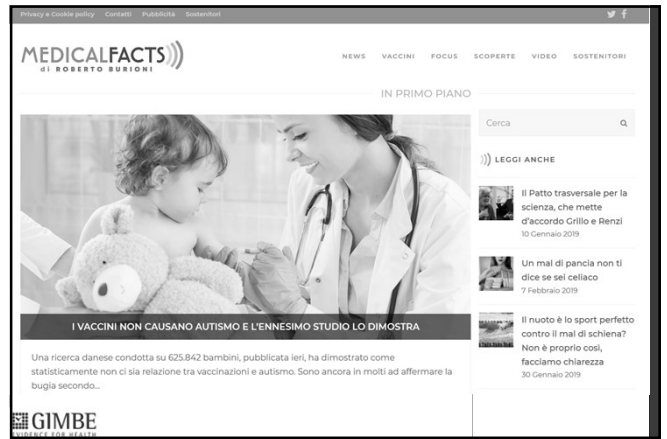 Privacy e Cookie policy Contatti Pubblicità Sostenitori
MEDICALFACTS
di ROBERTO BURIONI
NEWS VACCINI FOCUS SCOPERTE VIDEO SOSTENITORI
IN PRIMO PIANO
I VACCINI NON CAUSANO AUTISMO E L'ENNESIMO STUDIO LO DIMOSTRA
Una ricerca danese condotta su 625.842 bambini, pubblicata ieri, ha dimostrato come
statisticamente non ci sia relazione tra vaccinazioni e autismo. Sono ancora in molti ad affermare la
bugia secondo...
Cerca
LEGGI ANCHE
Il Patto trasversale per la
scienza, che mette
d'accordo Grillo e Renzi
10 Gennaio 2019
Un mal di pancia non ti
dice se sei celiaco
7 Febbraio 2019
Il nuoto è lo sport perfetto
contro il mal di schiena?
Non è proprio così,
facciamo chiarezza
30 Gennaio 2019
GIMBE
EVIDENCE FOR HEALTH